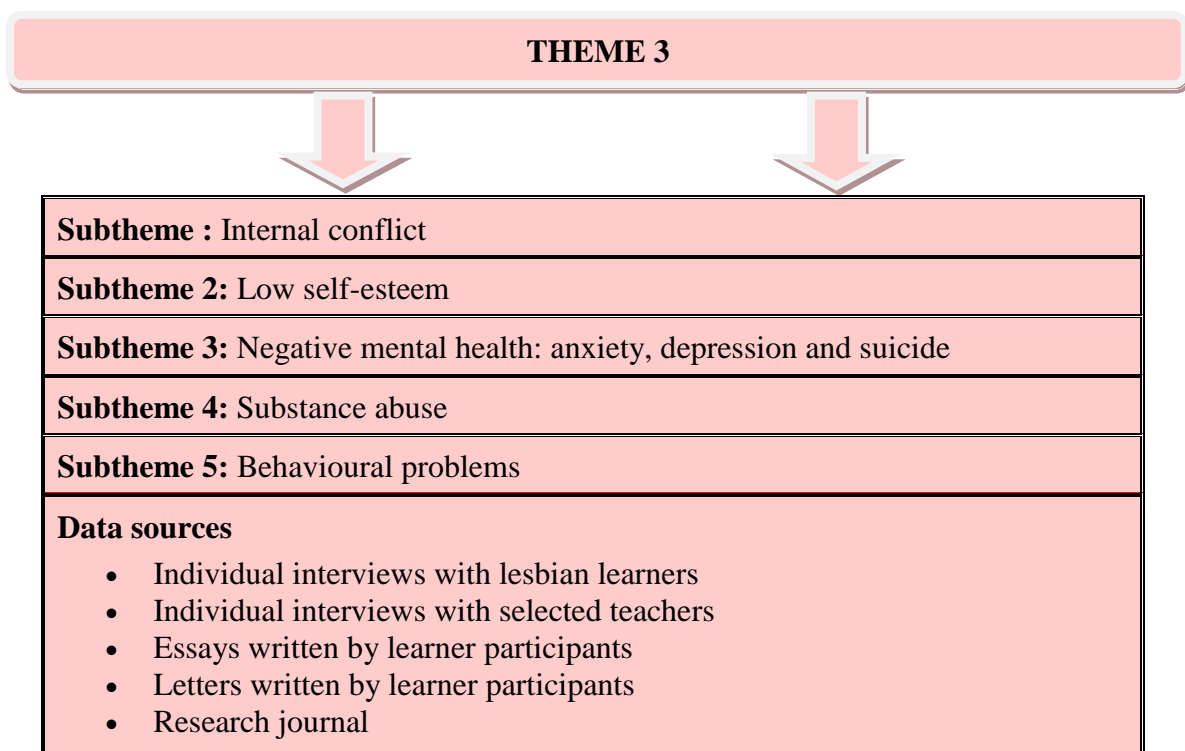 THEME 3
Subtheme : Internal conflict
Subtheme 2: Low self-esteem
Subtheme 3: Negative mental health: anxiety, depression and suicide
Subtheme 4: Substance abuse
Subtheme 5: Behavioural problems
Data sources
• Individual interviews with lesbian learners
• Individual interviews with selected teachers
• Essays written by learner participants
• Letters written by learner participants
• Research journal